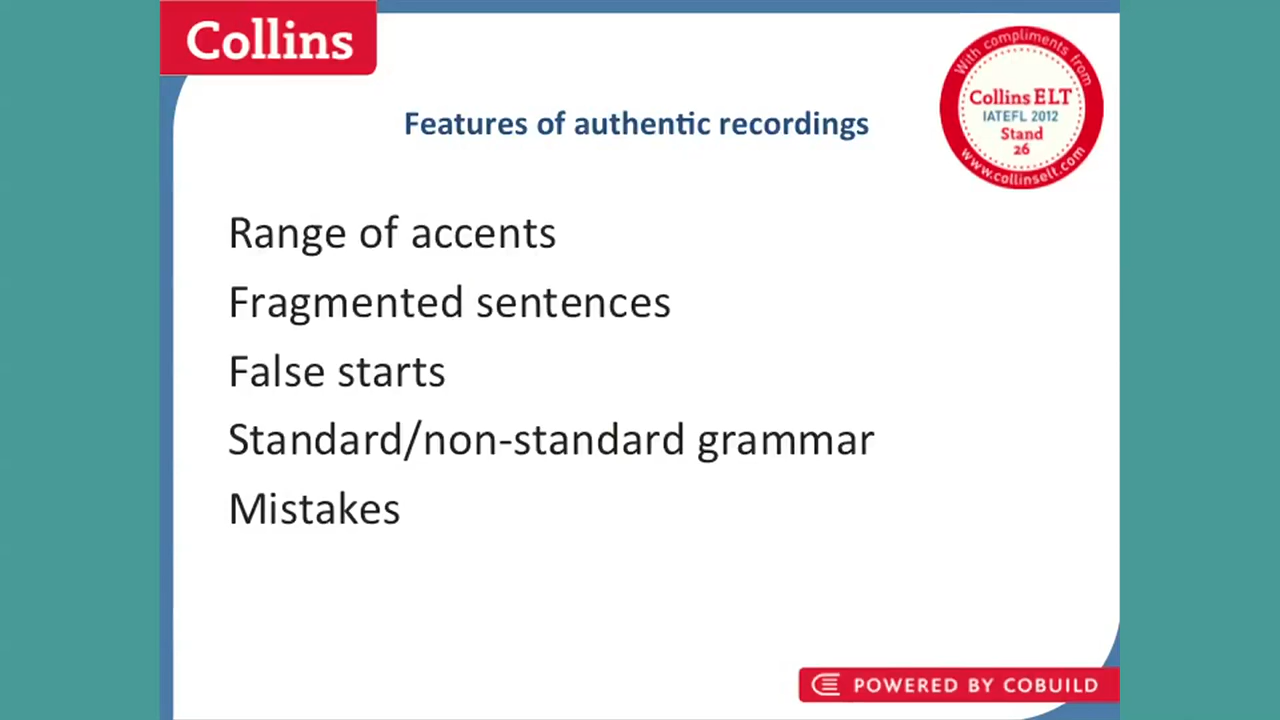 Collins
With compliments from
Collins ELT
IATEFL 2012
Stand
26
www.collinselt.com
Features of authentic recordings
Range of accents
Fragmented sentences
False starts
Standard/non-standard grammar
Mistakes
POWERED BY COBUILD